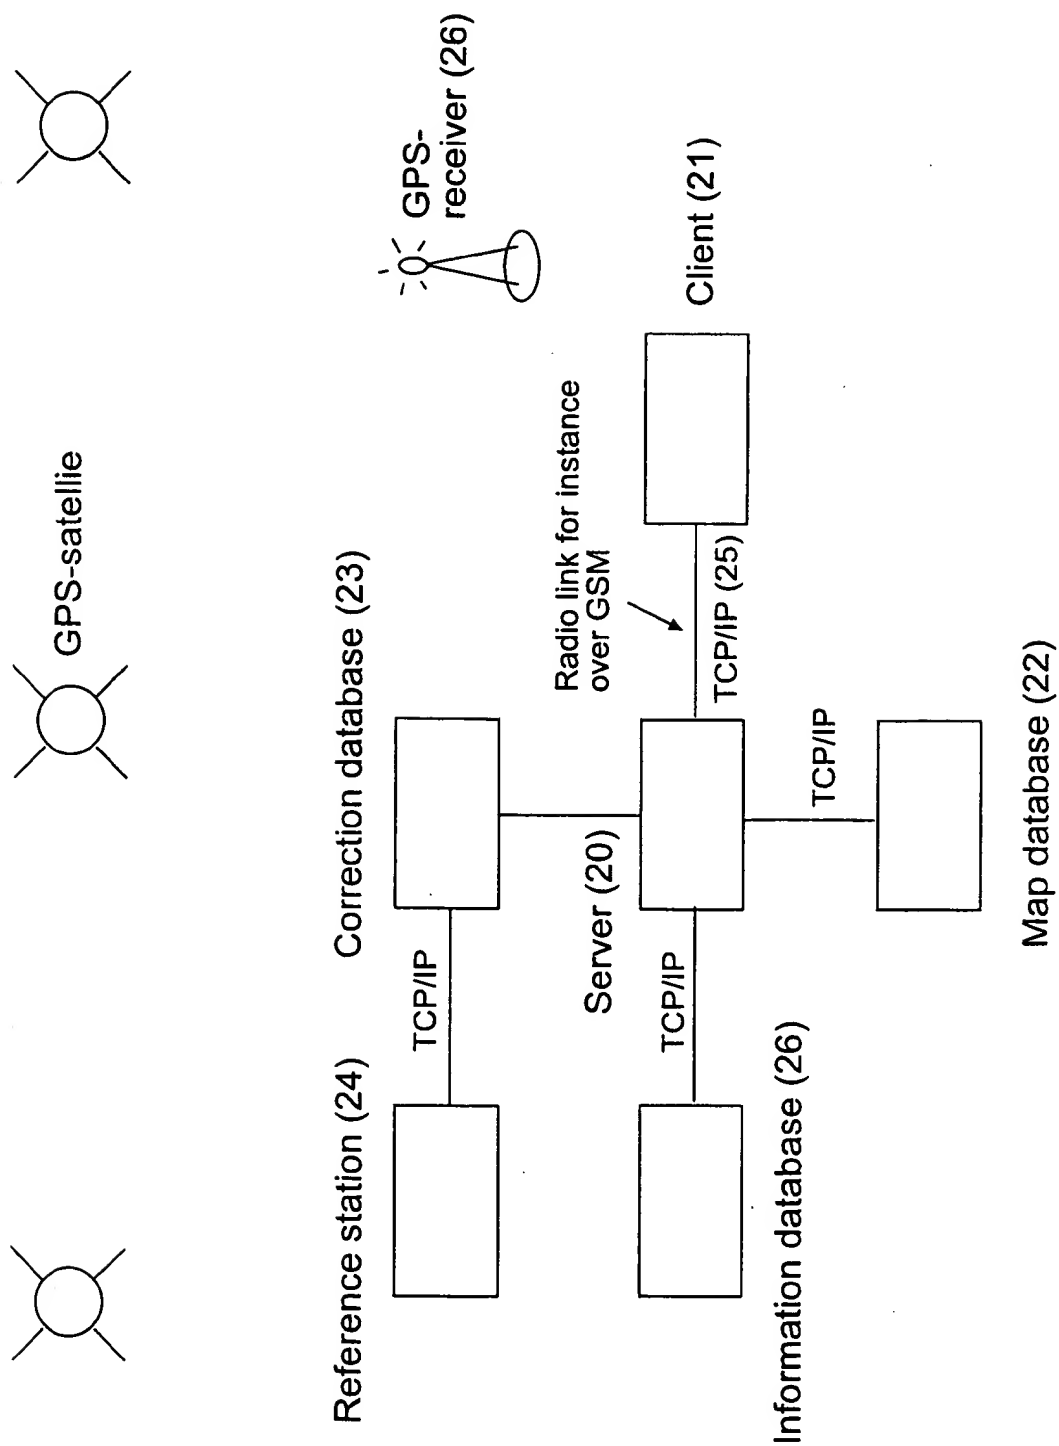 GPS-satellie
GPS-
receiver (26)
Reference station (24)
Correction database (23)
TCP/IP
Radio link for instance
over GSM
Server (20)
Client (21)
TCP/IP
TCP/IP (25)
Information database (26)
TCP/IP
Map database (22)